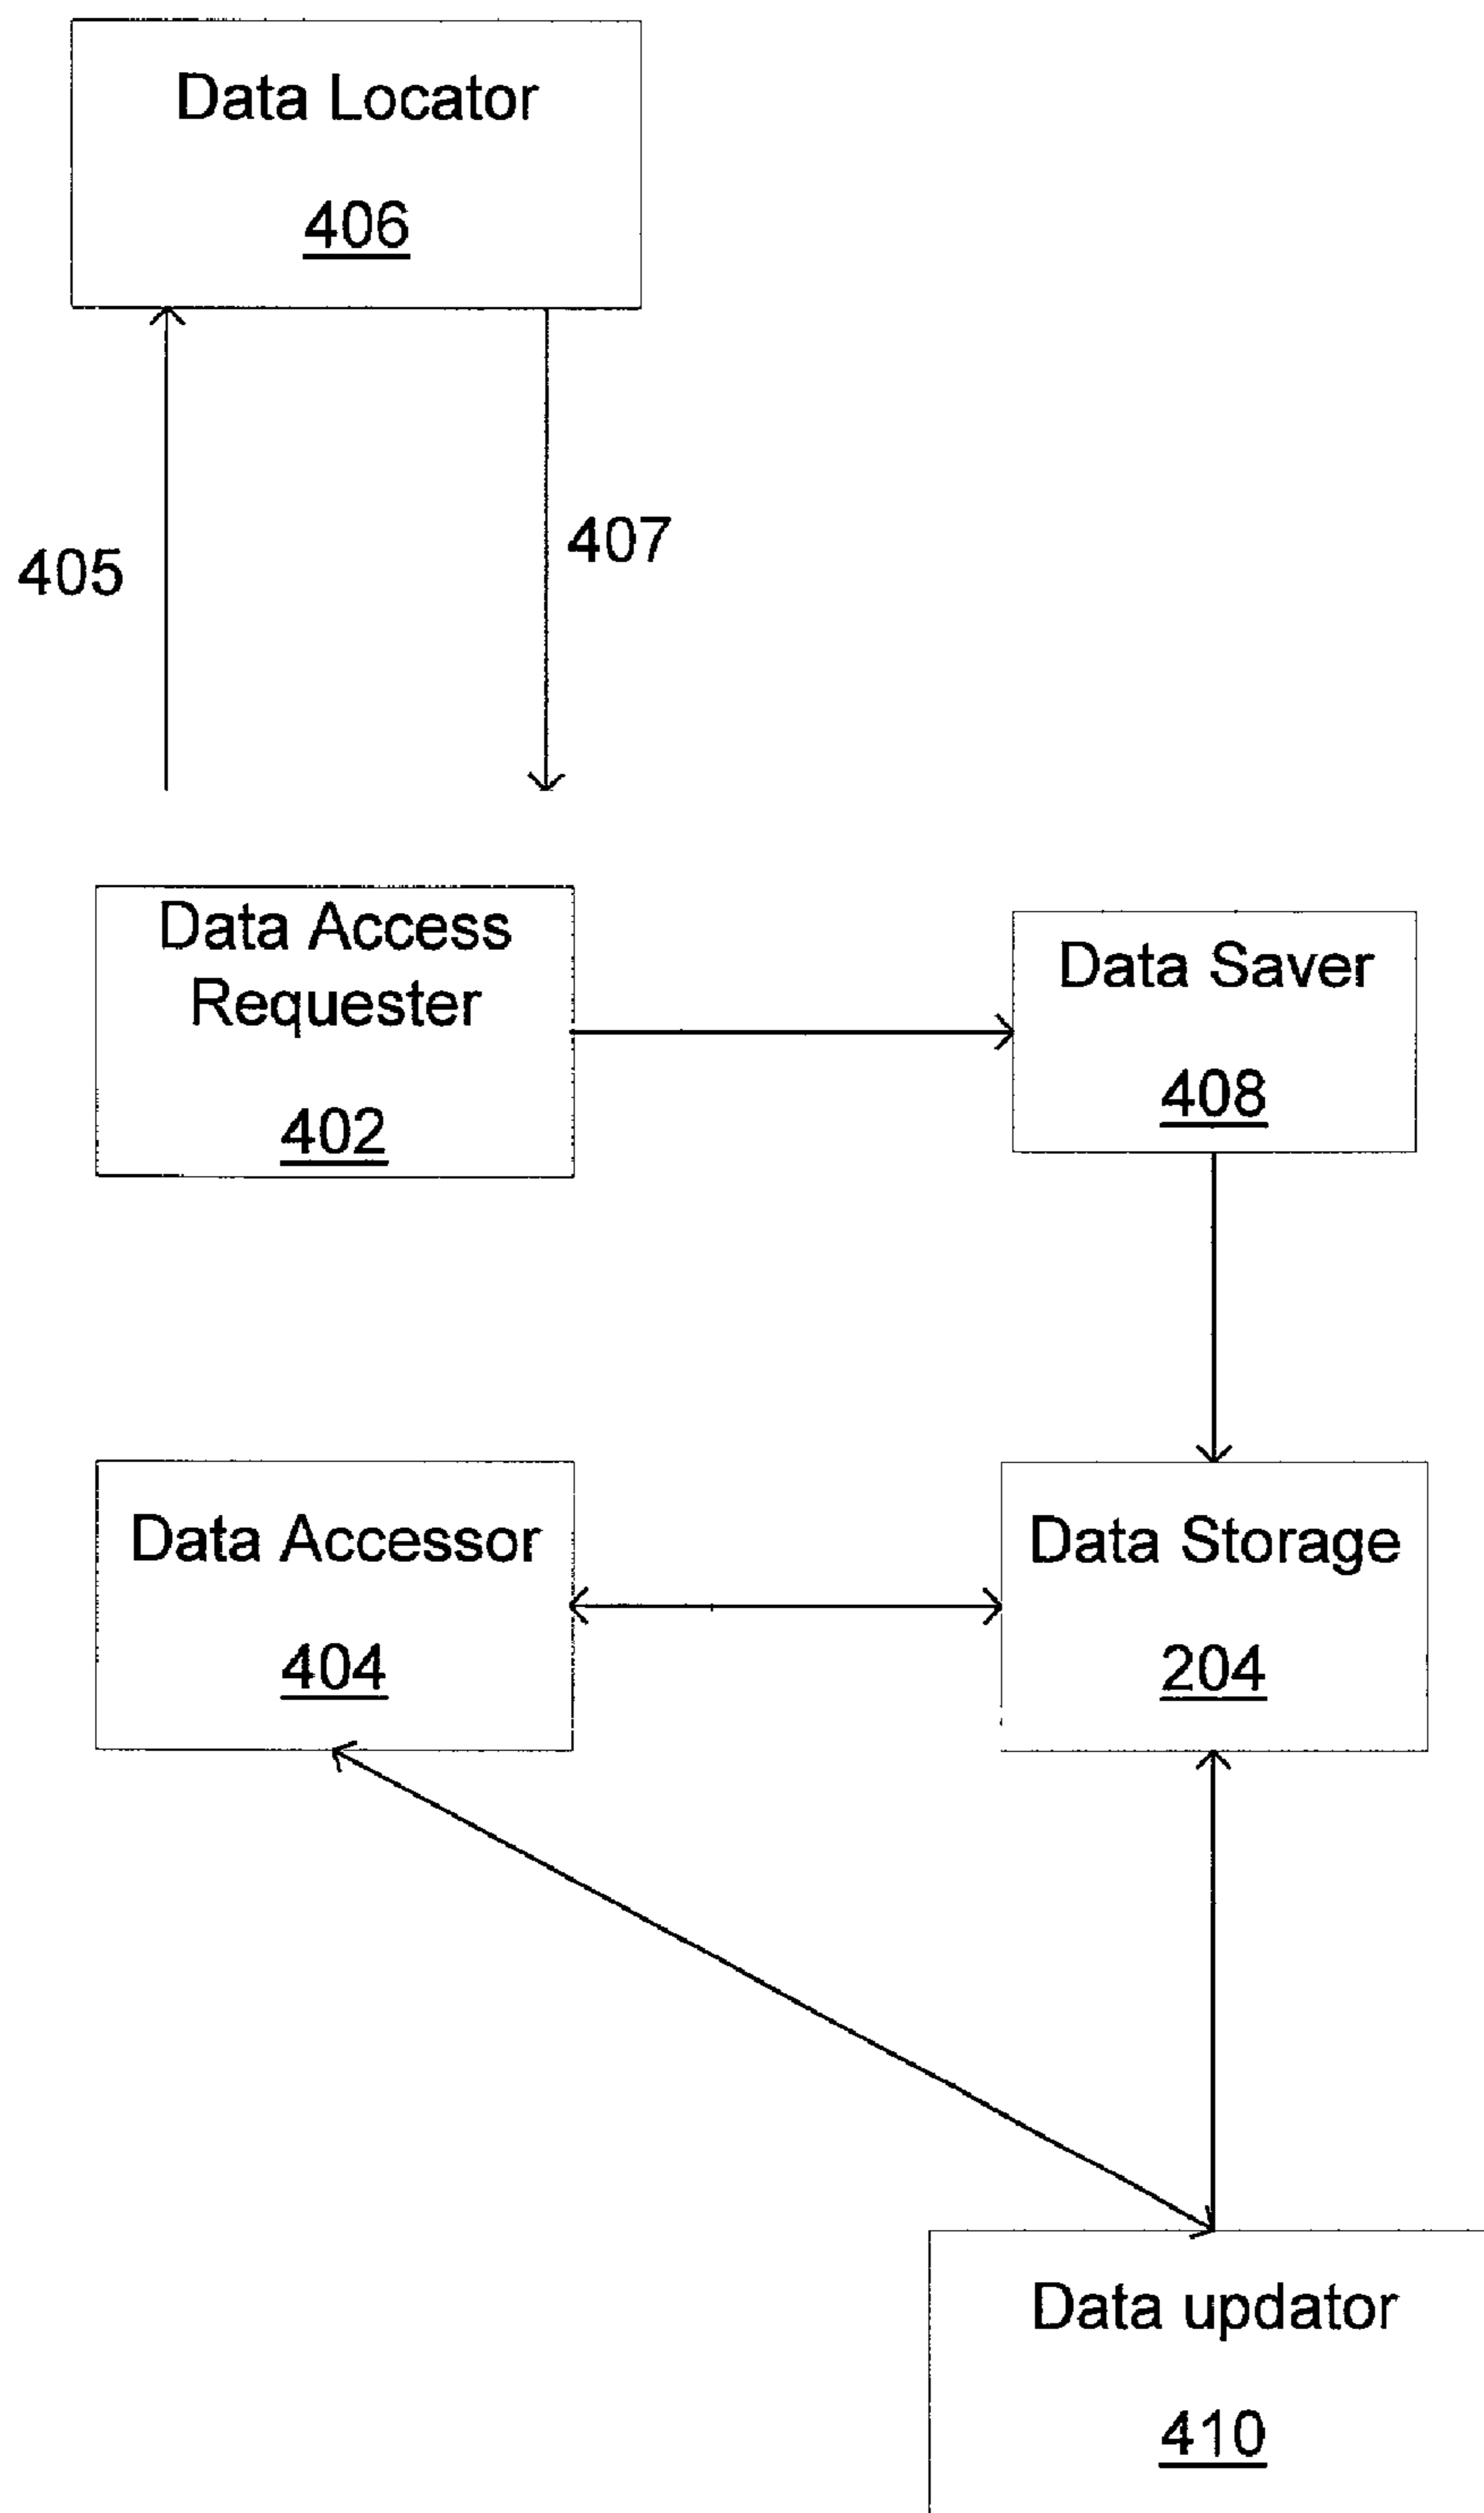 Data Locator
406
405
407
Data Access
Requester
402
Data Saver
408
Data Accessor
404
Data Storage
204
Data updator
410